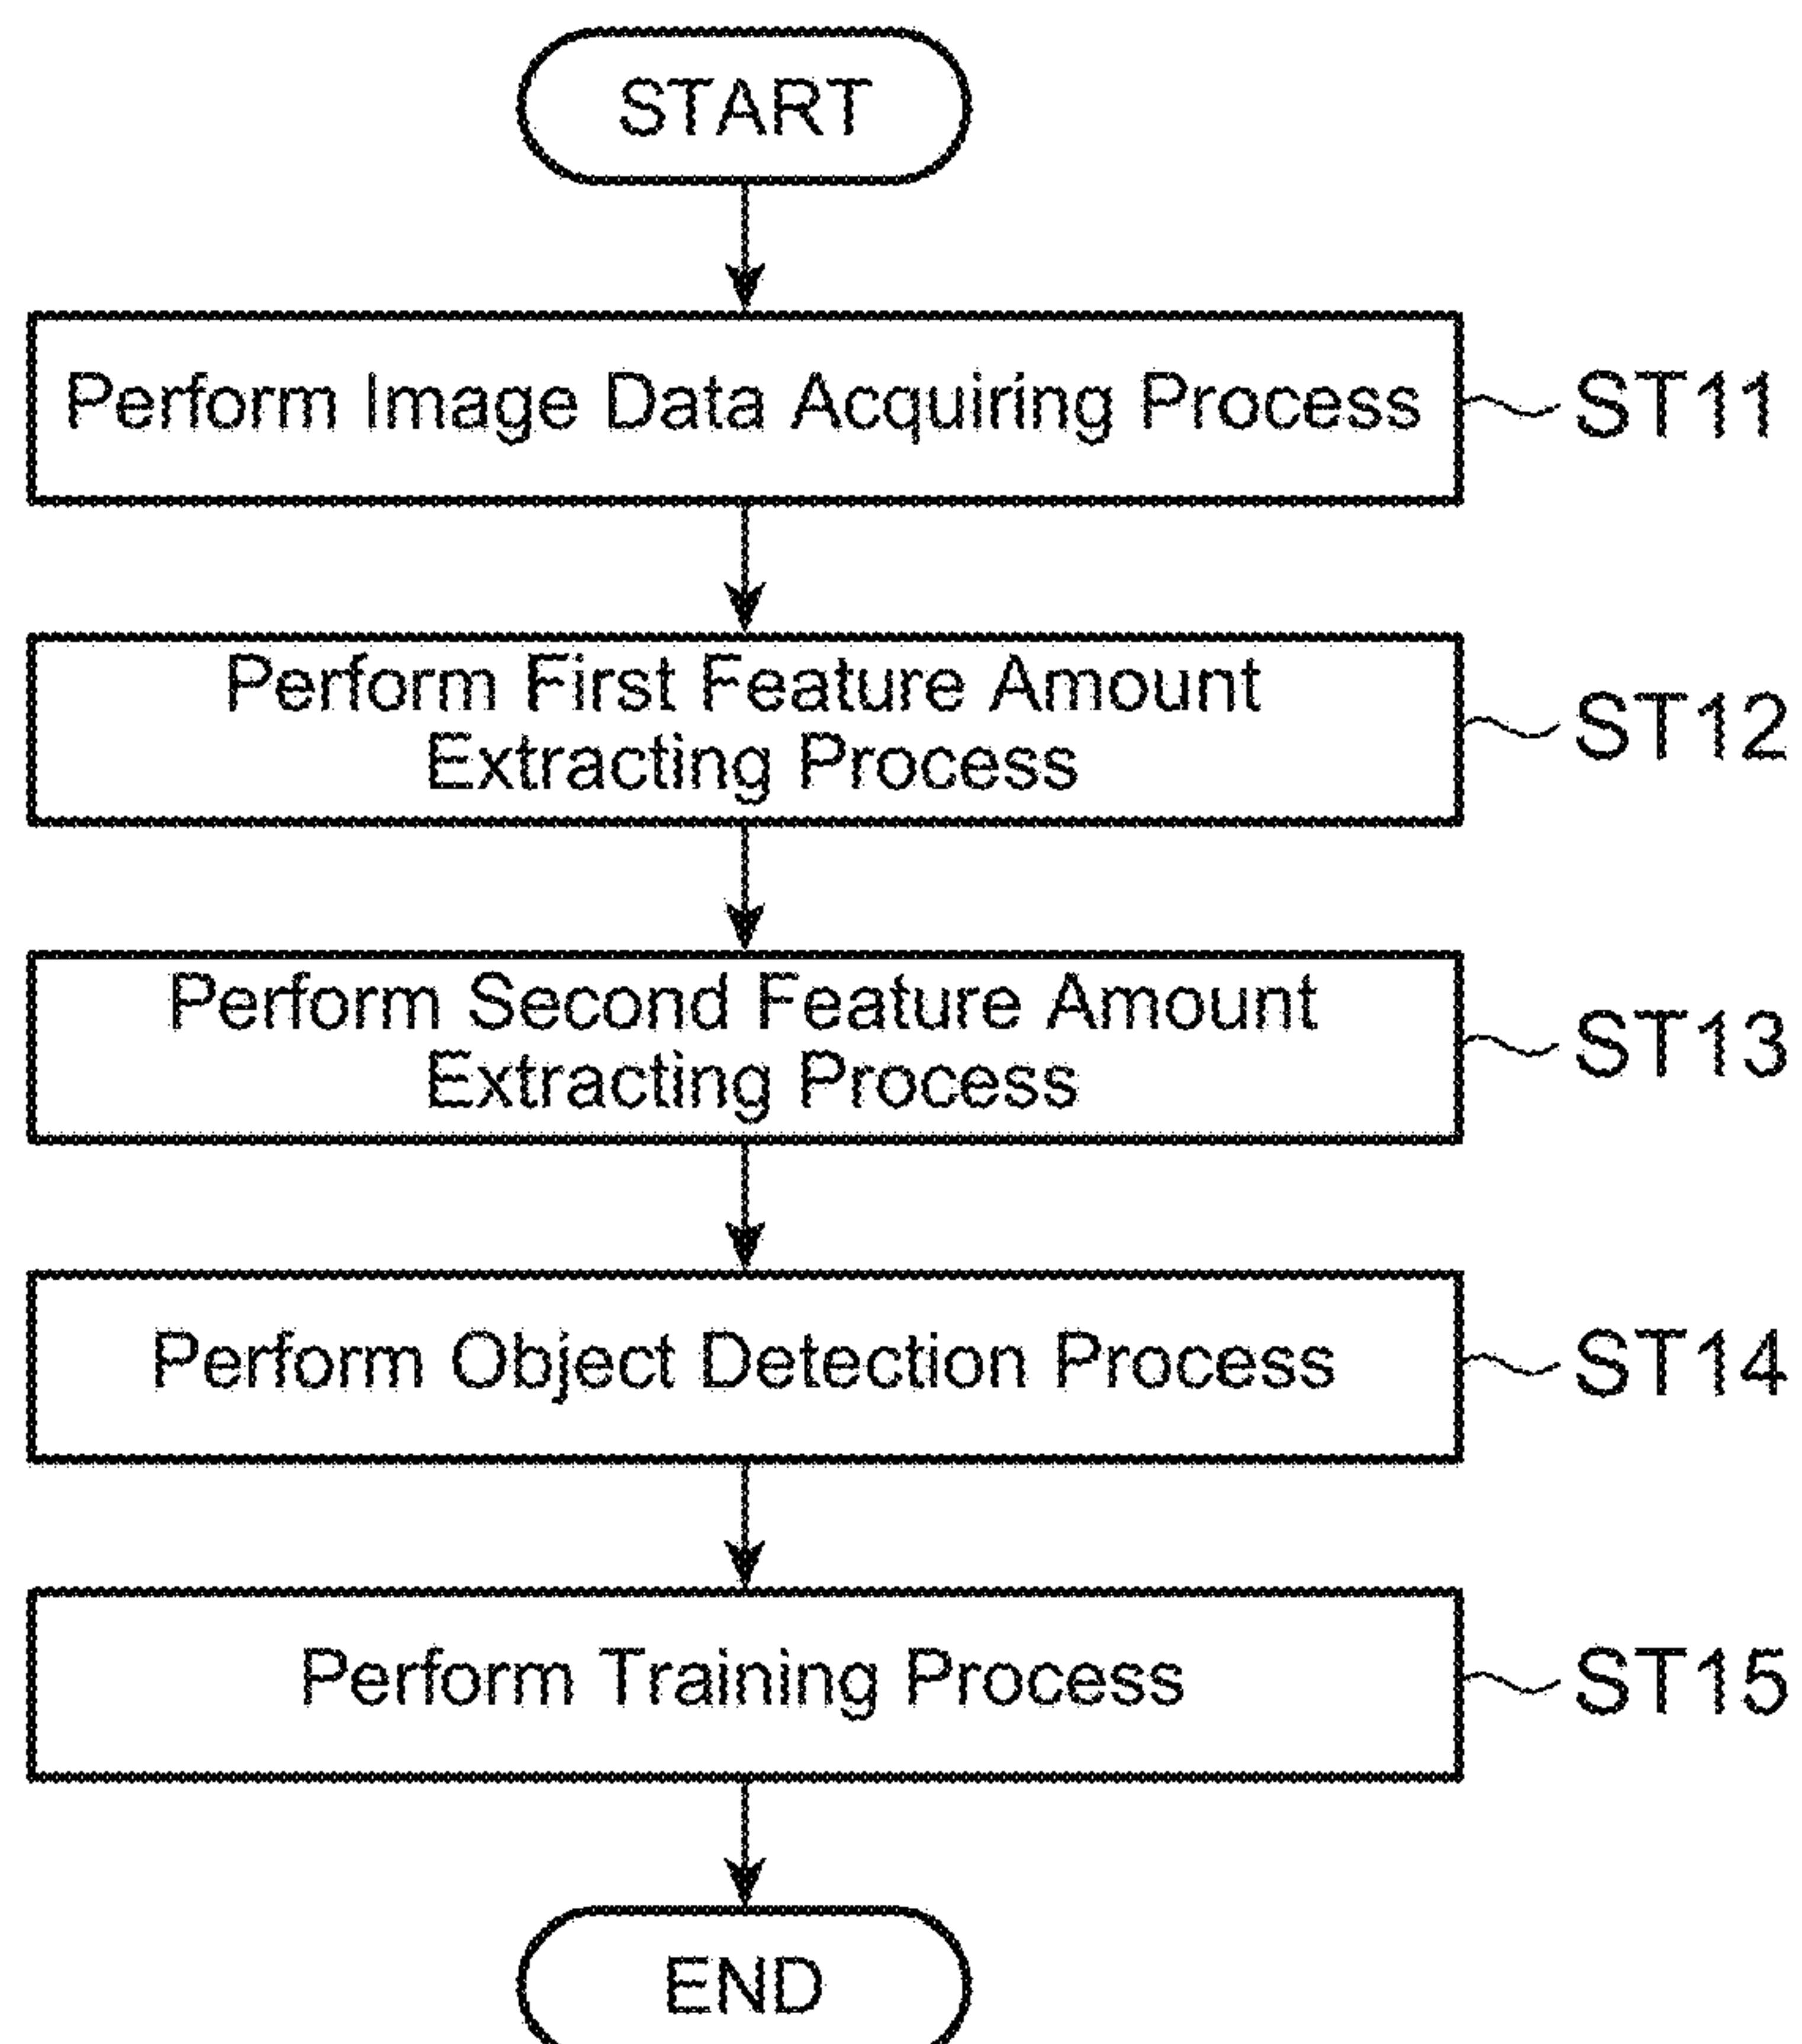 START
Perform Image Data Acquiring Process
ST11
Perform First Feature Amount
Extracting Process
ST12
Perform Second Feature Amount
Extracting Process
ST13
Perform Object Detection Process
ST14
Perform Training Process
ST15
END